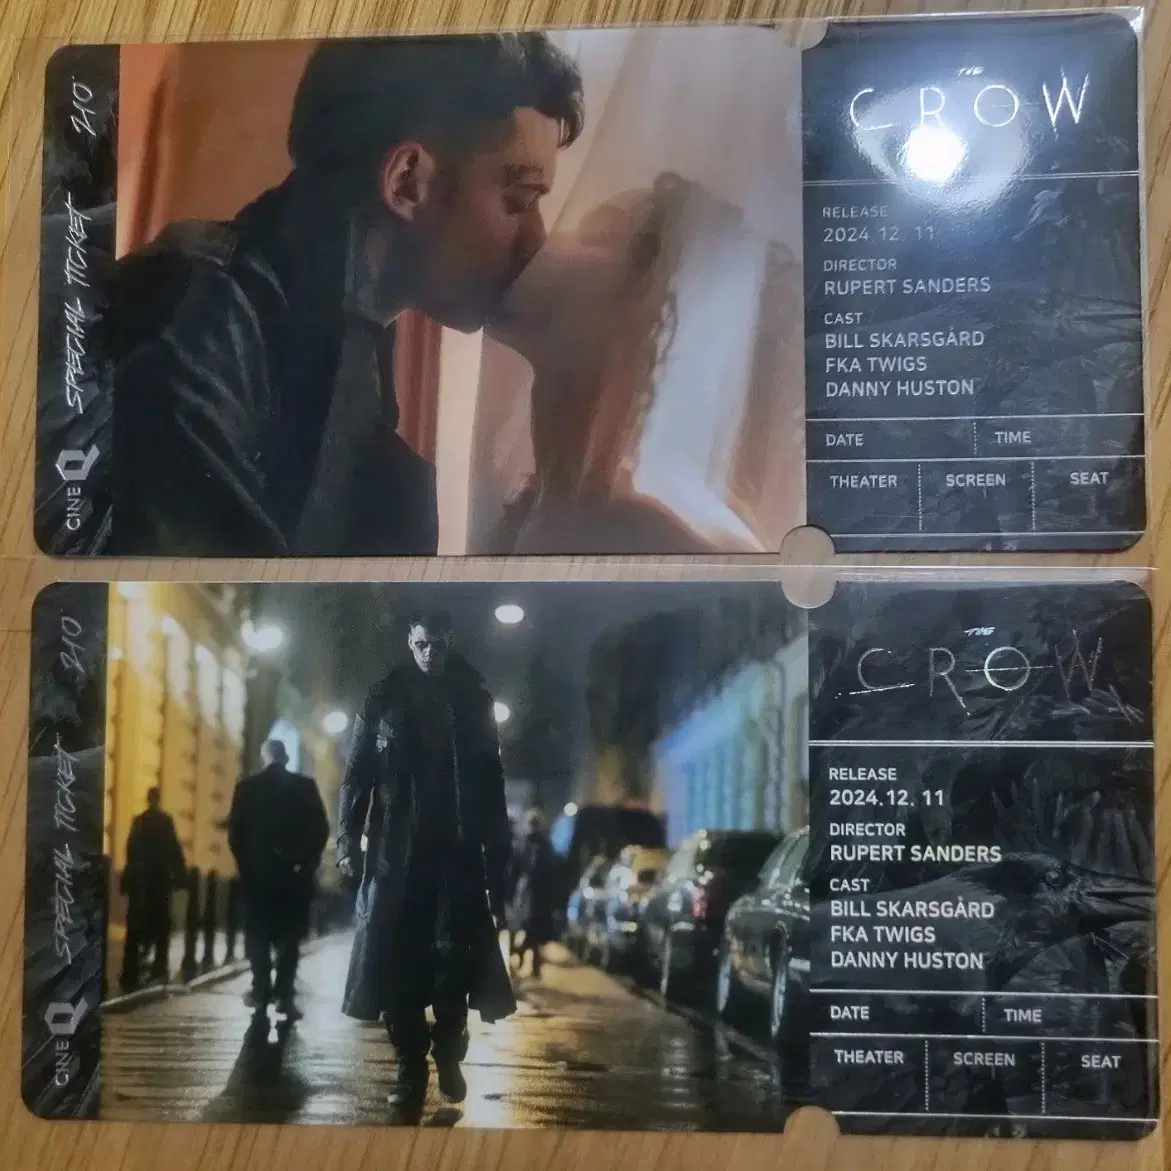 SPECIAL TICKET 240
CINE Q
THE
CROW
RELEASE
2024.12. 11
DIRECTOR
RUPERT SANDERS
CAST
BILL SKARSGÅRD
FKA TWIGS
DANNY HUSTON
DATE TIME
THEATER SCREEN SEAT
SPECIAL TICKET 240
CINE Q
THE
CROW
RELEASE
2024.12. 11
DIRECTOR
RUPERT SANDERS
CAST
BILL SKARSGÅRD
FKA TWIGS
DANNY HUSTON
DATE TIME
THEATER SCREEN SEAT